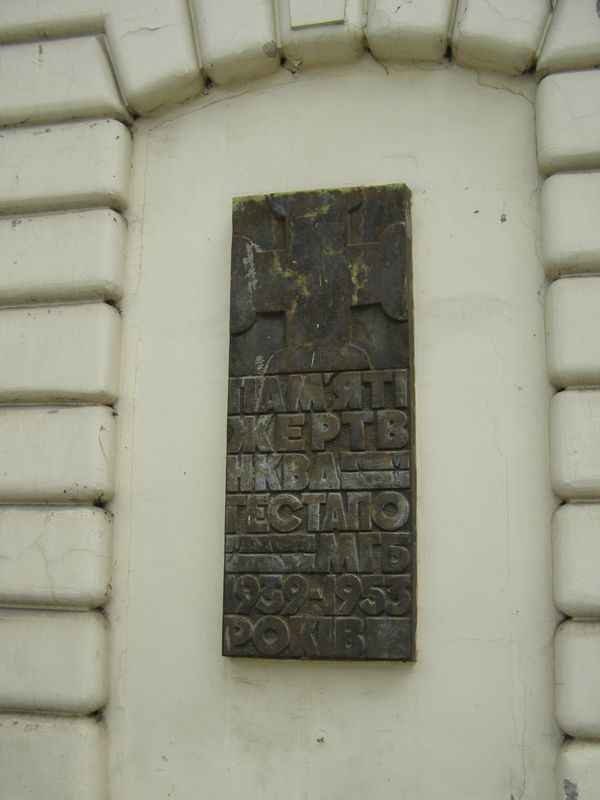 ПАМ'ЯТІ
ЖЕРТВ
НКВД
ГЕСТАПО
МГБ
1939-1953
РОКІВ